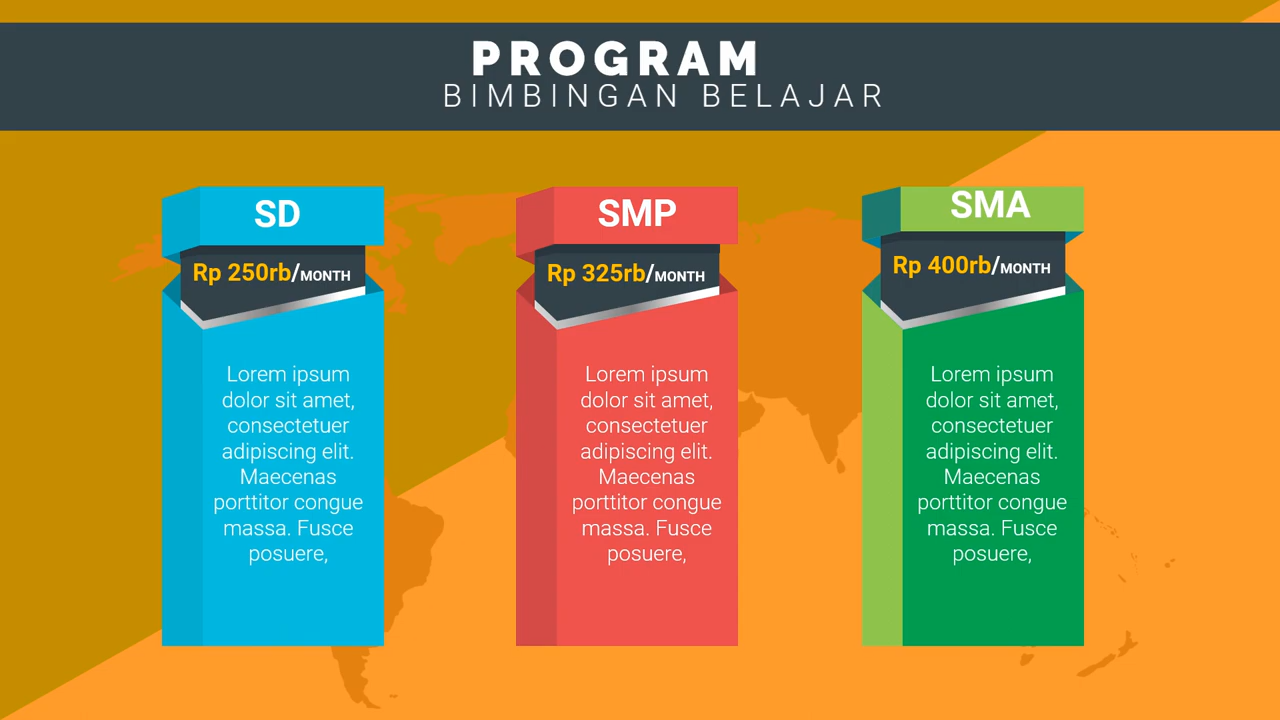 PROGRAM
BIMBINGAN BELAJAR
SD
Rp 250rb/MONTH
Lorem ipsum
dolor sit amet,
consectetuer
adipiscing elit.
Maecenas
porttitor congue
massa. Fusce
posuere,
SMP
Rp 325rb/MONTH
Lorem ipsum
dolor sit amet,
consectetuer
adipiscing elit.
Maecenas
porttitor congue
massa. Fusce
posuere,
SMA
Rp 400rb/MONTH
Lorem ipsum
dolor sit amet,
consectetuer
adipiscing elit.
Maecenas
porttitor congue
massa. Fusce
posuere,